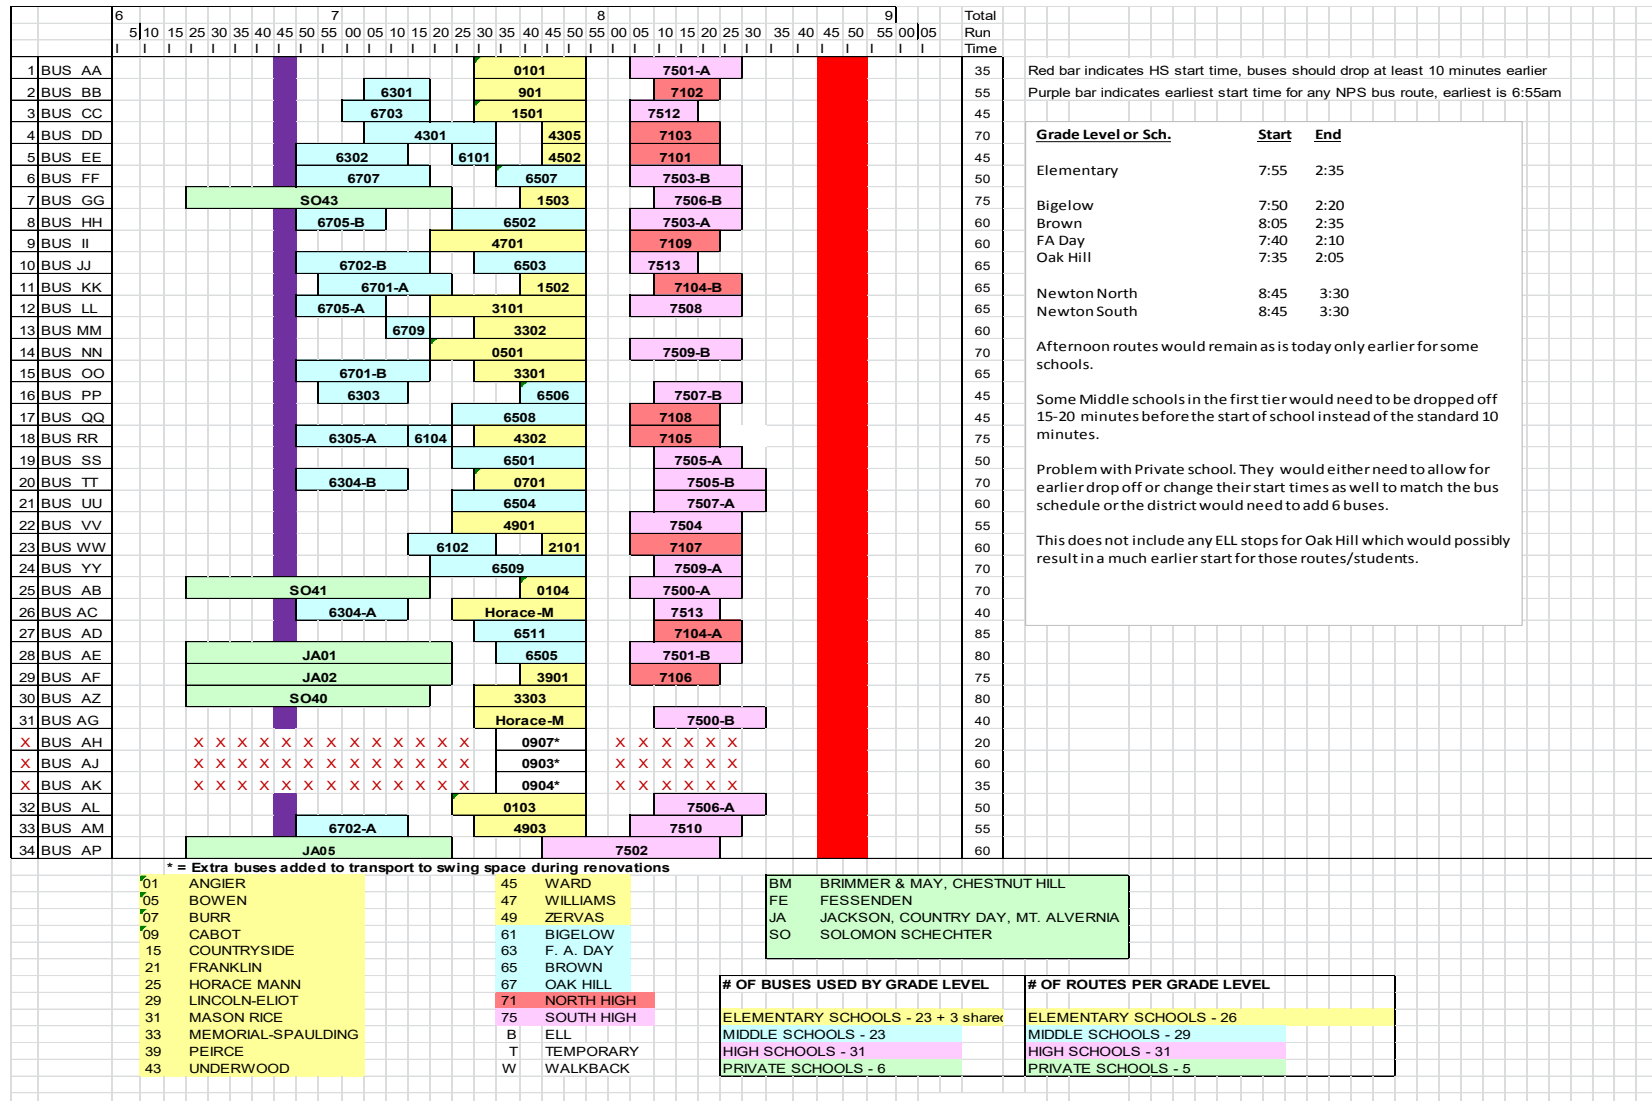 6 7 8 9 Total
5 10 15 25 30 35 40 45 50 55 00 05 10 15 20 25 30 35 40 45 50 55 00 05 10 15 20 25 30 35 40 45 50 55 00 05 Run
I I I I I I I I I I I I I I I I I I I I I I I I I I I I I I I I I I I I Time
1 BUS AA 0101 7501-A 35 Red bar indicates HS start time, buses should drop at least 10 minutes earlier
2 BUS BB 6301 901 7102 55 Purple bar indicates earliest start time for any NPS bus route, earliest is 6:55am
3 BUS CC 6703 1501 7512 45
4 BUS DD 4301 4305 7103 70
5 BUS EE 6302 6101 4502 7101 45
6 BUS FF 6707 6507 7503-B 50
7 BUS GG SO43 1503 7506-B 75
8 BUS HH 6705-B 6502 7503-A 60
9 BUS II 4701 7109 60
10 BUS JJ 6702-B 6503 7513 65
11 BUS KK 6701-A 1502 7104-B 65
12 BUS LL 6705-A 3101 7508 65
13 BUS MM 6709 3302 60
14 BUS NN 0501 7509-B 70
15 BUS OO 6701-B 3301 65
16 BUS PP 6303 6506 7507-B 45
17 BUS QQ 6508 7108 45
18 BUS RR 6305-A 6104 4302 7105 75
19 BUS SS 6501 7505-A 50
20 BUS TT 6304-B 0701 7505-B 70
21 BUS UU 6504 7507-A 60
22 BUS VV 4901 7504 55
23 BUS WW 6102 2101 7107 60
24 BUS YY 6509 7509-A 70
25 BUS AB SO41 0104 7500-A 70
26 BUS AC 6304-A Horace-M 7513 40
27 BUS AD 6511 7104-A 85
28 BUS AE JA01 6505 7501-B 80
29 BUS AF JA02 3901 7106 75
30 BUS AZ SO40 3303 80
31 BUS AG Horace-M 7500-B 40
X BUS AH X X X X X X X X X X X X X 0907* X X X X X X 20
X BUS AJ X X X X X X X X X X X X X 0903* X X X X X X 60
X BUS AK X X X X X X X X X X X X X 0904* X X X X X X 35
32 BUS AL 0103 7506-A 50
33 BUS AM 6702-A 4903 7510 55
34 BUS AP JA05 7502 60
Grade Level or Sch. Start End
Elementary 7:55 2:35
Bigelow 7:50 2:20
Brown 8:05 2:35
FA Day 7:40 2:10
Oak Hill 7:35 2:05
Newton North 8:45 3:30
Newton South 8:45 3:30
Afternoon routes would remain as is today only earlier for some
schools.
Some Middle schools in the first tier would need to be dropped off
15-20 minutes before the start of school instead of the standard 10
minutes.
Problem with Private school. They would either need to allow for
earlier drop off or change their start times as well to match the bus
schedule or the district would need to add 6 buses.
This does not include any ELL stops for Oak Hill which would possibly
result in a much earlier start for those routes/students.
* = Extra buses added to transport to swing space during renovations
01 ANGIER
05 BOWEN
07 BURR
09 CABOT
15 COUNTRYSIDE
21 FRANKLIN
25 HORACE MANN
29 LINCOLN-ELIOT
31 MASON RICE
33 MEMORIAL-SPAULDING
39 PEIRCE
43 UNDERWOOD
45 WARD
47 WILLIAMS
49 ZERVAS
61 BIGELOW
63 F. A. DAY
65 BROWN
67 OAK HILL
71 NORTH HIGH
75 SOUTH HIGH
B ELL
T TEMPORARY
W WALKBACK
BM BRIMMER & MAY, CHESTNUT HILL
FE FESSENDEN
JA JACKSON, COUNTRY DAY, MT. ALVERNIA
SO SOLOMON SCHECHTER
# OF BUSES USED BY GRADE LEVEL
ELEMENTARY SCHOOLS - 23 + 3 share
MIDDLE SCHOOLS - 23
HIGH SCHOOLS - 31
PRIVATE SCHOOLS - 6
# OF ROUTES PER GRADE LEVEL
ELEMENTARY SCHOOLS - 26
MIDDLE SCHOOLS - 29
HIGH SCHOOLS - 31
PRIVATE SCHOOLS - 5